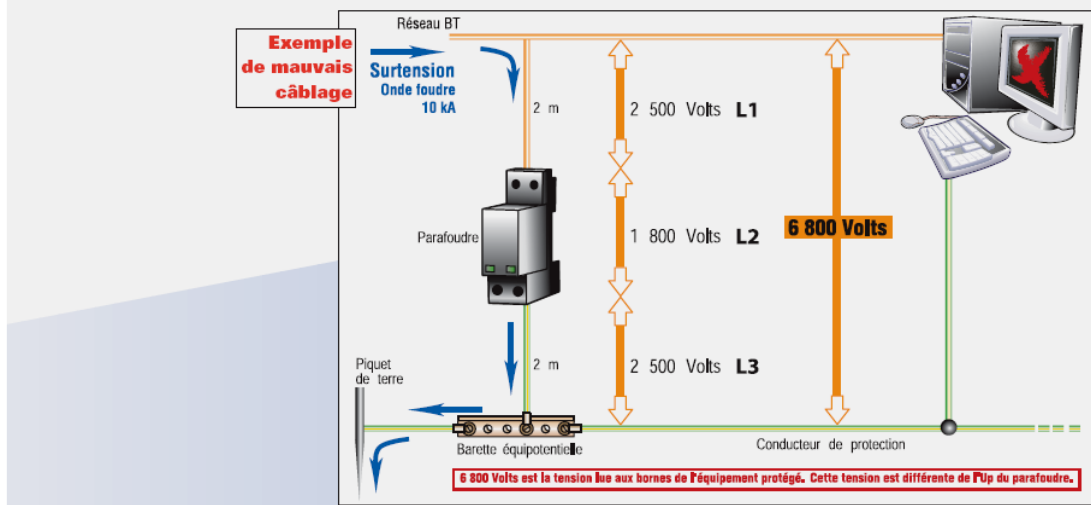 Réseau BT
Exemple
de mauvais
câblage
Surtension
Onde foudre
10 kA
2 m
2 500 Volts L1
Parafoudre
1 800 Volts L2
6 800 Volts
2 m
2 500 Volts L3
Piquet
de terre
Barette équipotentielle
Conducteur de protection
6 800 Volts est la tension lue aux bornes de l'équipement protégé. Cette tension est différente de l'Up du parafoudre.